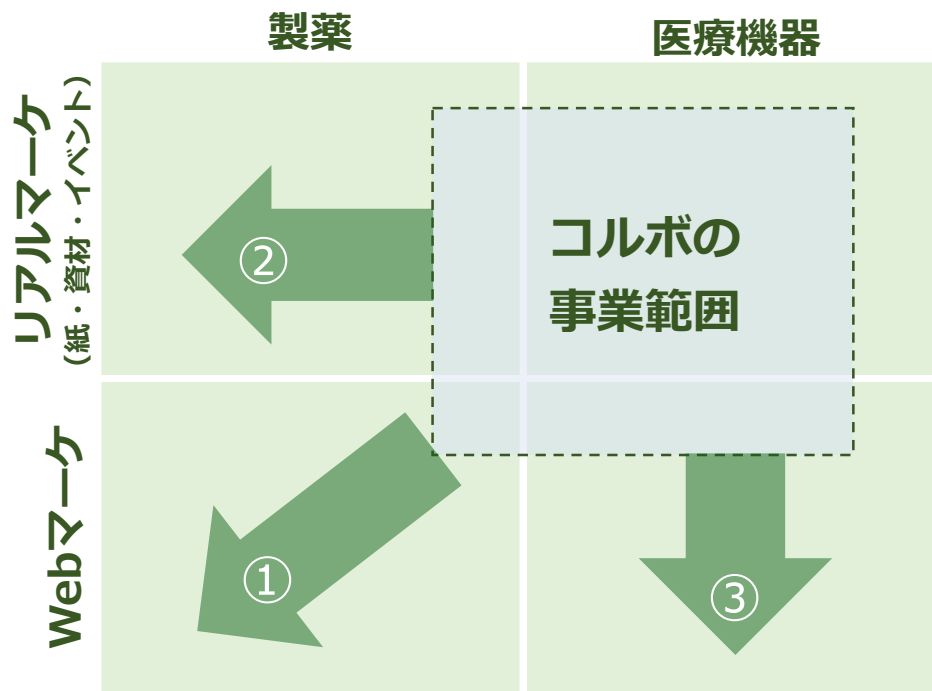 製薬
医療機器
リアルマーケ
（紙・資材・イベント）
コルボの
事業範囲
②
Webマーケ
①
③